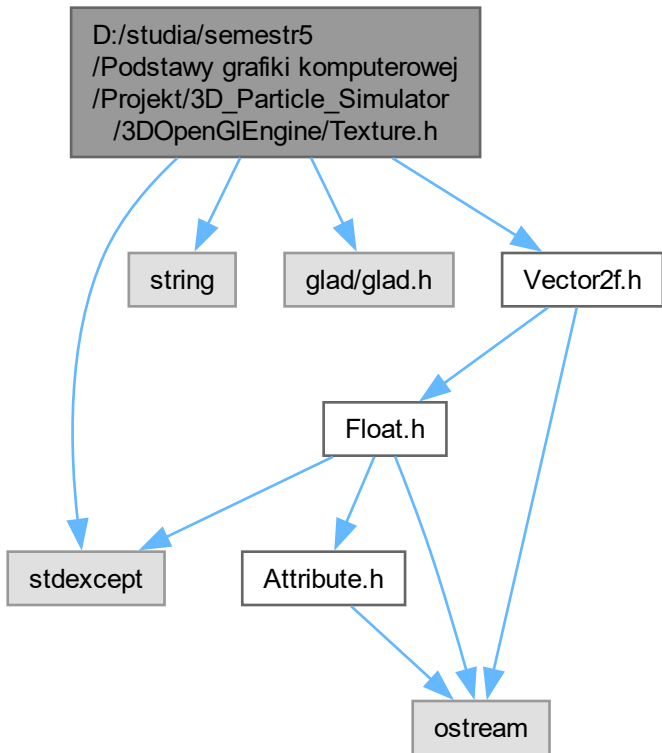 D:/studia/semestr5
/Podstawy grafiki komputerowej
/Projekt/3D_Particle_Simulator
/3DOpenGlEngine/Texture.h
string
glad/glad.h
Vector2f.h
Float.h
stdexcept
Attribute.h
ostream